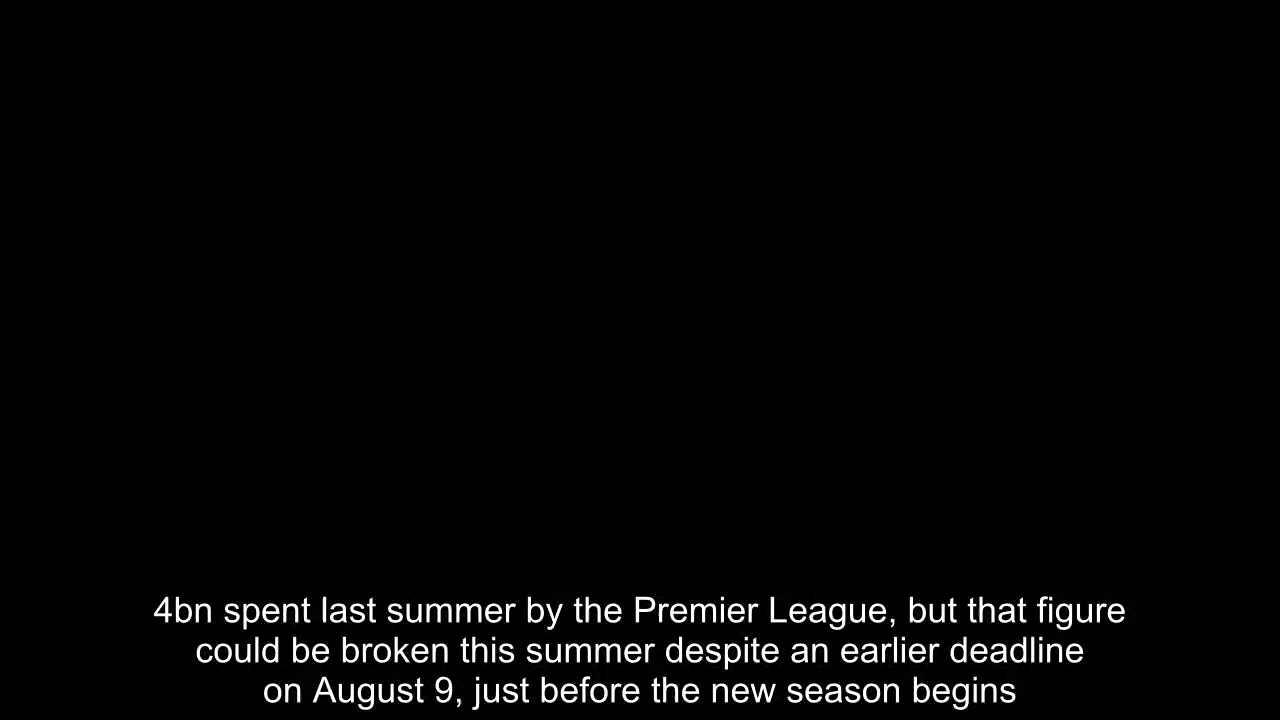 4bn spent last summer by the Premier League, but that figure
could be broken this summer despite an earlier deadline
on August 9, just before the new season begins